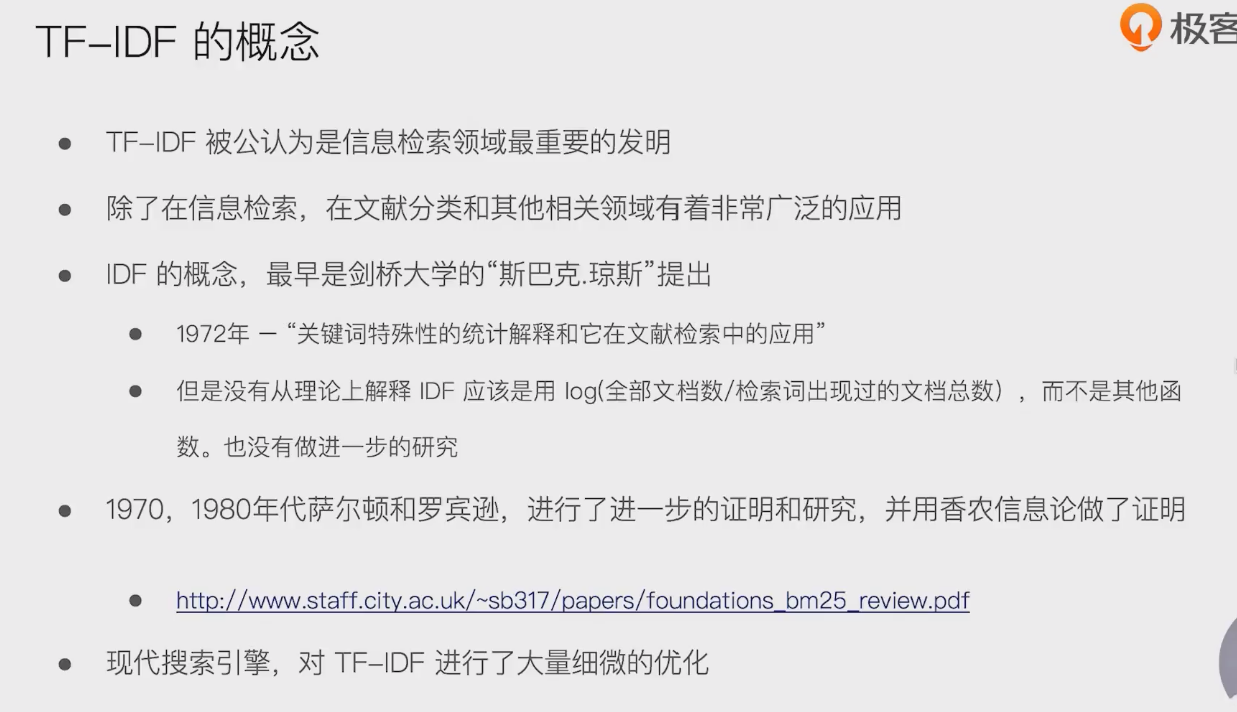 TF-IDF 的概念
极客
TF-IDF 被公认为是信息检索领域最重要的发明
除了在信息检索，在文献分类和其他相关领域有着非常广泛的应用
IDF 的概念，最早是剑桥大学的“斯巴克.琼斯”提出
1972年 — “关键词特殊性的统计解释和它在文献检索中的应用”
但是没有从理论上解释 IDF 应该是用 log(全部文档数/检索词出现过的文档总数），而不是其他函
数。也没有做进一步的研究
1970，1980年代萨尔顿和罗宾逊，进行了进一步的证明和研究，并用香农信息论做了证明
http://www.staff.city.ac.uk/~sb317/papers/foundations_bm25_review.pdf
现代搜索引擎，对 TF-IDF 进行了大量细微的优化